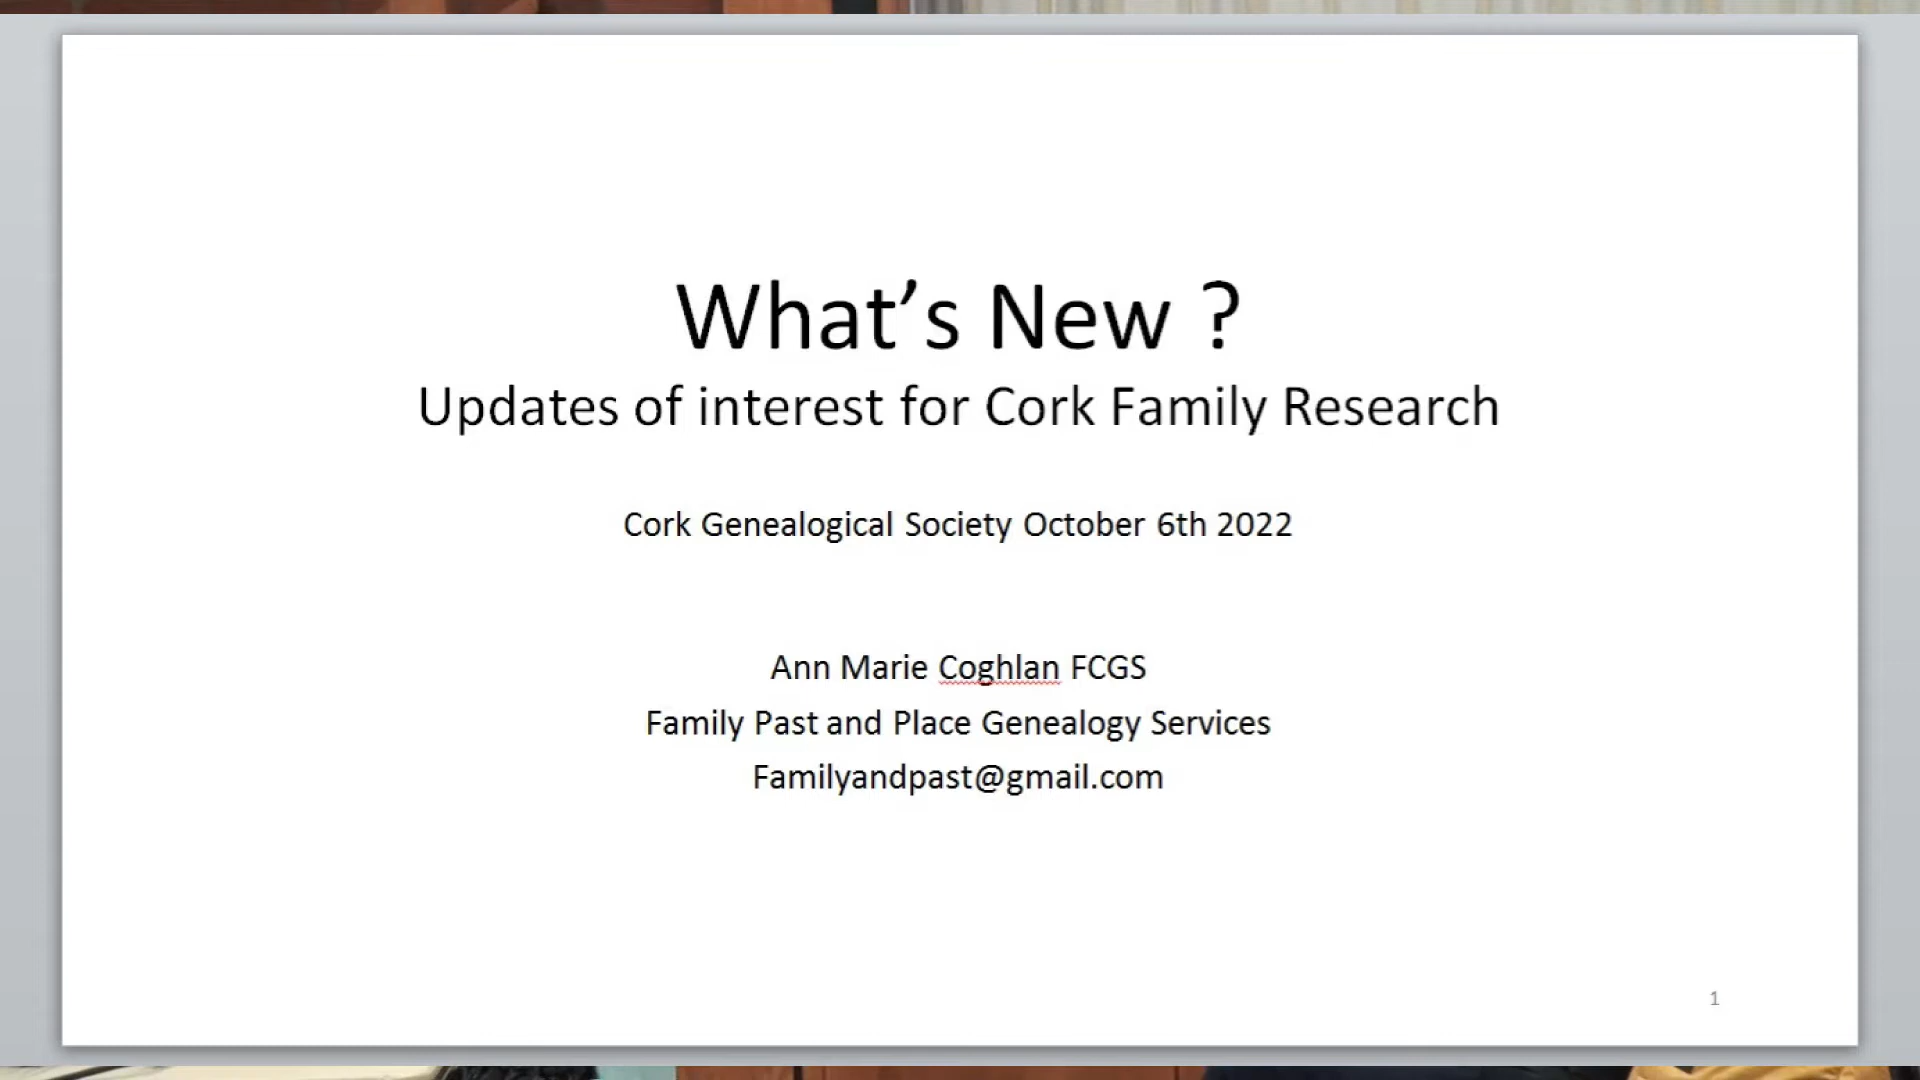 What’s New ?
Updates of interest for Cork Family Research
Cork Genealogical Society October 6th 2022
Ann Marie Coghlan FCGS
Family Past and Place Genealogy Services
Familyandpast@gmail.com
1